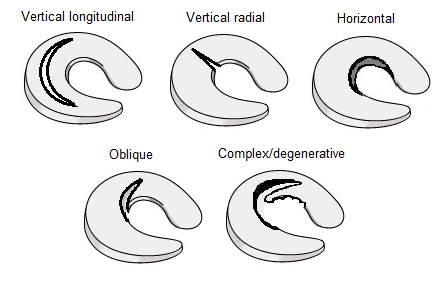 Vertical longitudinal
Vertical radial
Horizontal
Oblique
Complex/degenerative